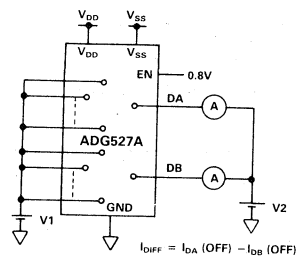 V_DD V_SS
V_DD V_SS
EN 0.8V
DA A
ADG527A
DB A
GND
V1 V2
I_DIFF = I_DA (OFF) – I_DB (OFF)